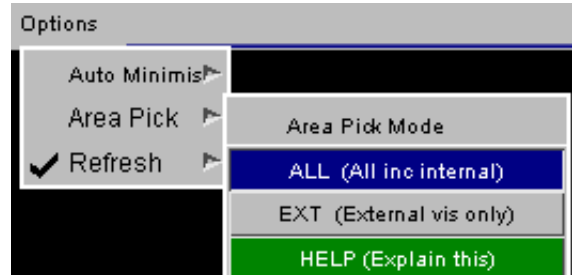 Options
Auto Minimis
Area Pick
Refresh
Area Pick Mode
ALL (All inc internal)
EXT (External vis only)
HELP (Explain this)